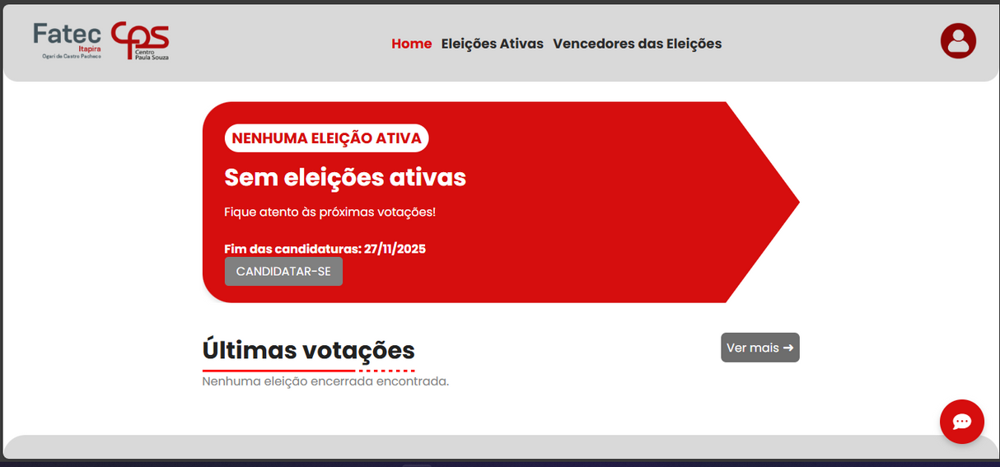 Fatec
Itapira
Ogari de Castro Pacheco
CPS
Centro
Paula Souza
Home Eleições Ativas Vencedores das Eleições
NENHUMA ELEIÇÃO ATIVA
Sem eleições ativas
Fique atento às próximas votações!
Fim das candidaturas: 27/11/2025
CANDIDATAR-SE
Últimas votações
Ver mais ➜
Nenhuma eleição encerrada encontrada.